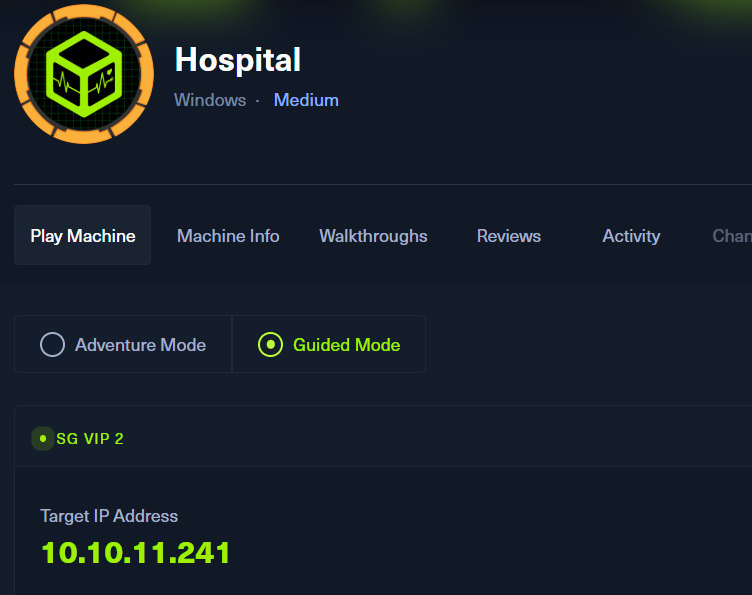 Hospital
Windows · Medium
Play Machine Machine Info Walkthroughs Reviews Activity
Adventure Mode Guided Mode
SG VIP 2
Target IP Address
10.10.11.241